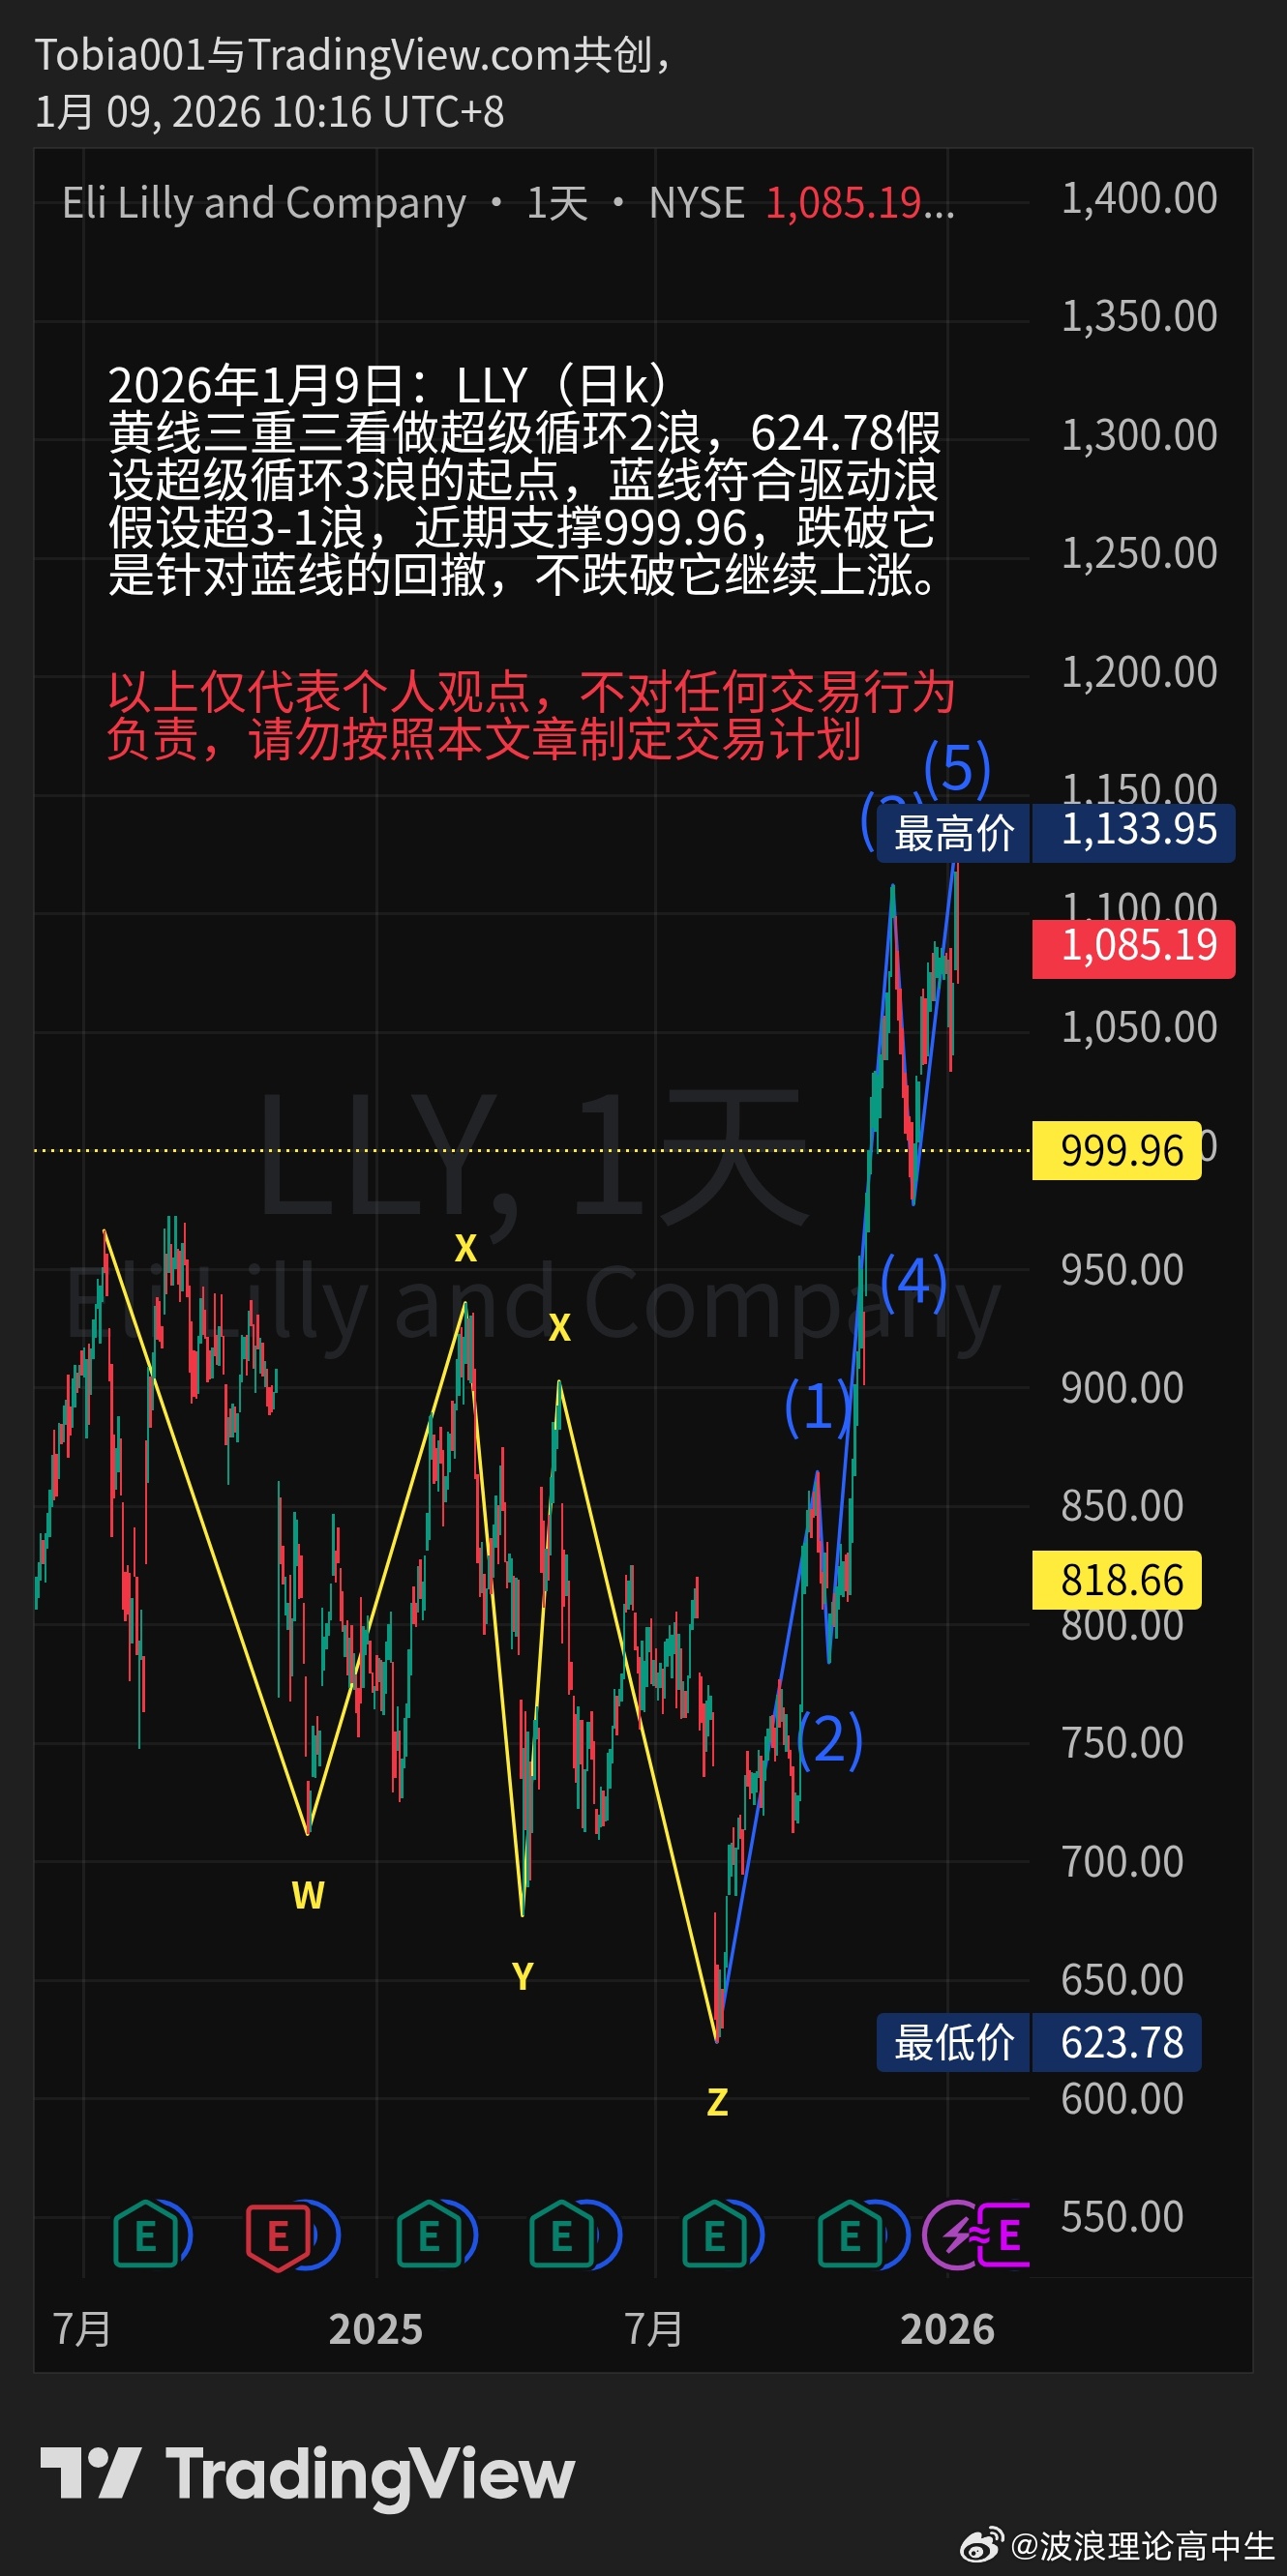 Tobia001与TradingView.com共创，
1月 09, 2026 10:16 UTC+8
Eli Lilly and Company • 1天 • NYSE 1,085.19...
1,400.00
1,350.00
2026年1月9日：LLY（日k）
黄线三重三看做超级循环2浪，624.78假
设超级循环3浪的起点，蓝线符合驱动浪
假设超3-1浪，近期支撑999.96，跌破它
是针对蓝线的回撤，不跌破它继续上涨。
1,300.00
1,250.00
1,200.00
以上仅代表个人观点，不对任何交易行为
负责，请勿按照本文章制定交易计划
(5)
1,150.00
最高价 1,133.95
1,100.00
1,085.19
1,050.00
LLY, 1天
999.96
Eli Lilly and Company
X
X
950.00
(4)
900.00
(1)
850.00
818.66
800.00
(2)
750.00
700.00
W
Y
650.00
最低价 623.78
Z
600.00
550.00
E E E E E E E
7月 2025 7月 2026
TradingView
@波浪理论高中生